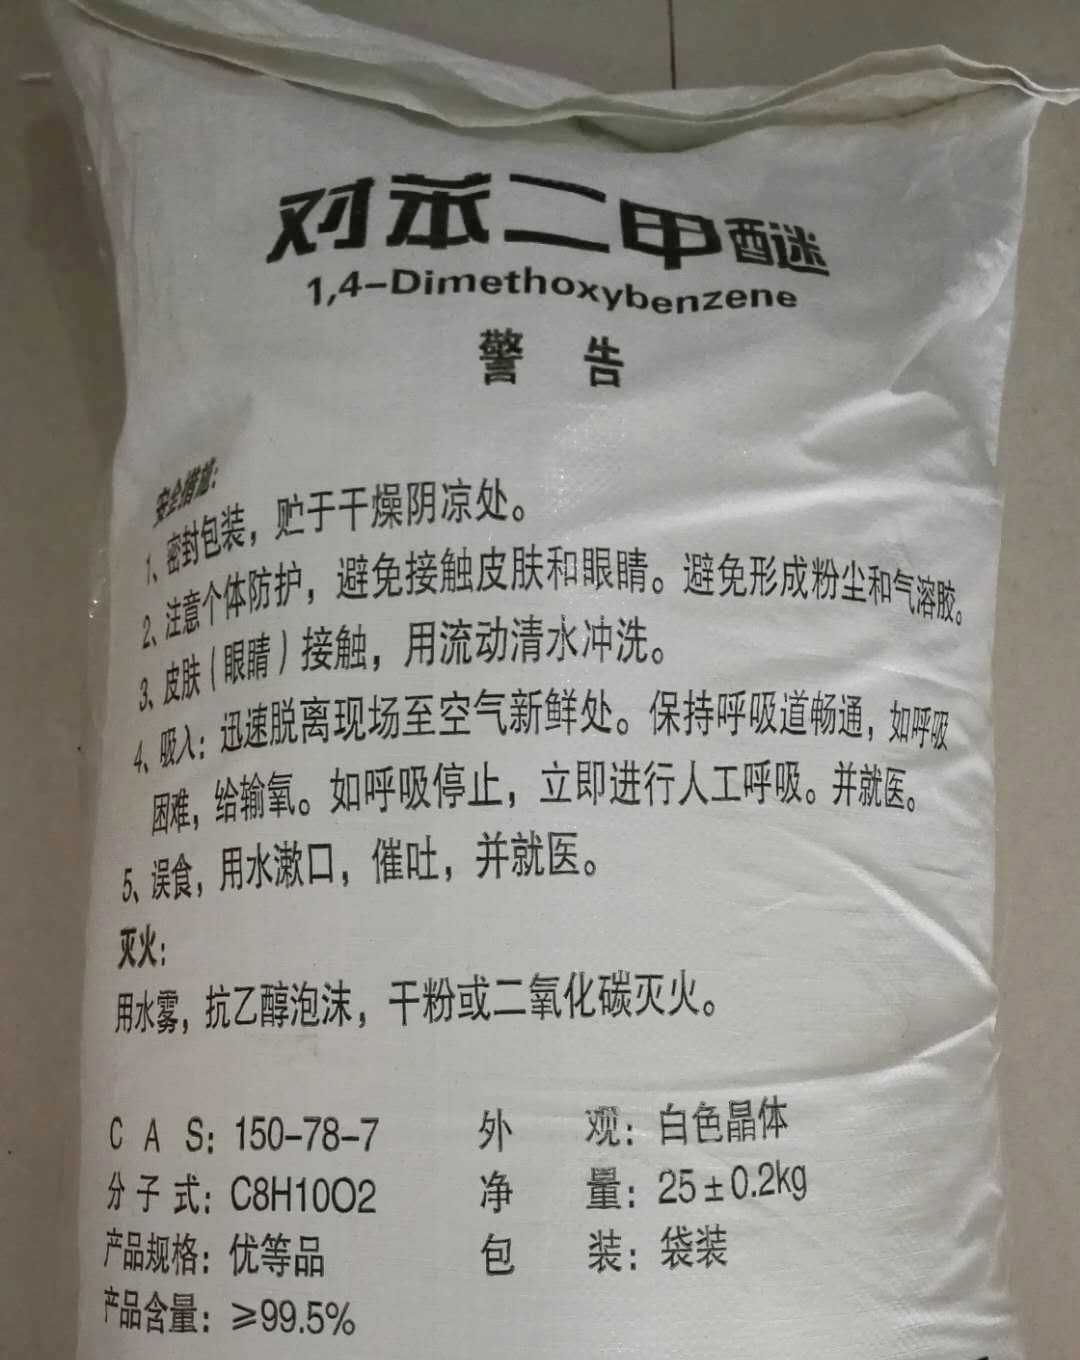 对苯二甲醚
1,4-Dimethoxybenzene
警 告
安全措施：
1、密封包装，贮于干燥阴凉处。
2、注意个体防护，避免接触皮肤和眼睛。避免形成粉尘和气溶胶。
3、皮肤（眼睛）接触，用流动清水冲洗。
4、吸入：迅速脱离现场至空气新鲜处。保持呼吸道畅通，如呼吸
困难，给输氧。如呼吸停止，立即进行人工呼吸。并就医。
5、误食，用水漱口，催吐，并就医。
灭火：
用水雾，抗乙醇泡沫，干粉或二氧化碳灭火。
C A S：150-78-7 外 观：白色晶体
分 子 式：C8H10O2 净 量：25±0.2kg
产品规格：优等品 包 装：袋装
产品含量：≥99.5%